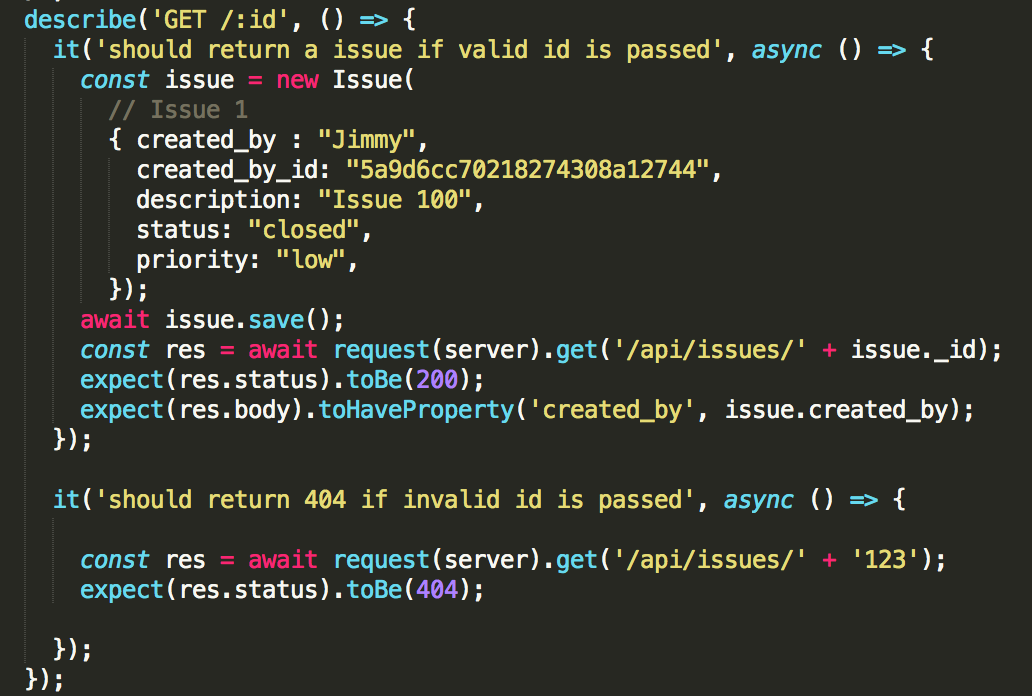 describe('GET /:id', () => {
  it('should return a issue if valid id is passed', async () => {
    const issue = new Issue(
      // Issue 1
      { created_by : "Jimmy",
        created_by_id: "5a9d6cc70218274308a12744",
        description: "Issue 100",
        status: "closed",
        priority: "low",
      });
    await issue.save();
    const res = await request(server).get('/api/issues/' + issue._id);
    expect(res.status).toBe(200);
    expect(res.body).toHaveProperty('created_by', issue.created_by);
  });

  it('should return 404 if invalid id is passed', async () => {

    const res = await request(server).get('/api/issues/' + '123');
    expect(res.status).toBe(404);

  });
});